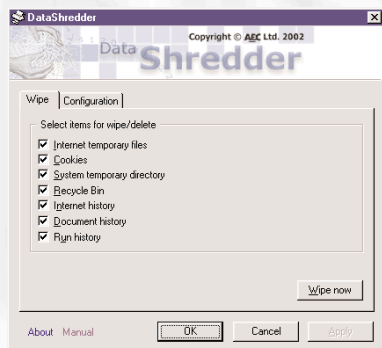 DataShredder
Copyright © AEC Ltd. 2002
Data Shredder
Wipe Configuration
Select items for wipe/delete
Internet temporary files
Cookies
System temporary directory
Recycle Bin
Internet history
Document history
Run history
Wipe now
About Manual OK Cancel Apply